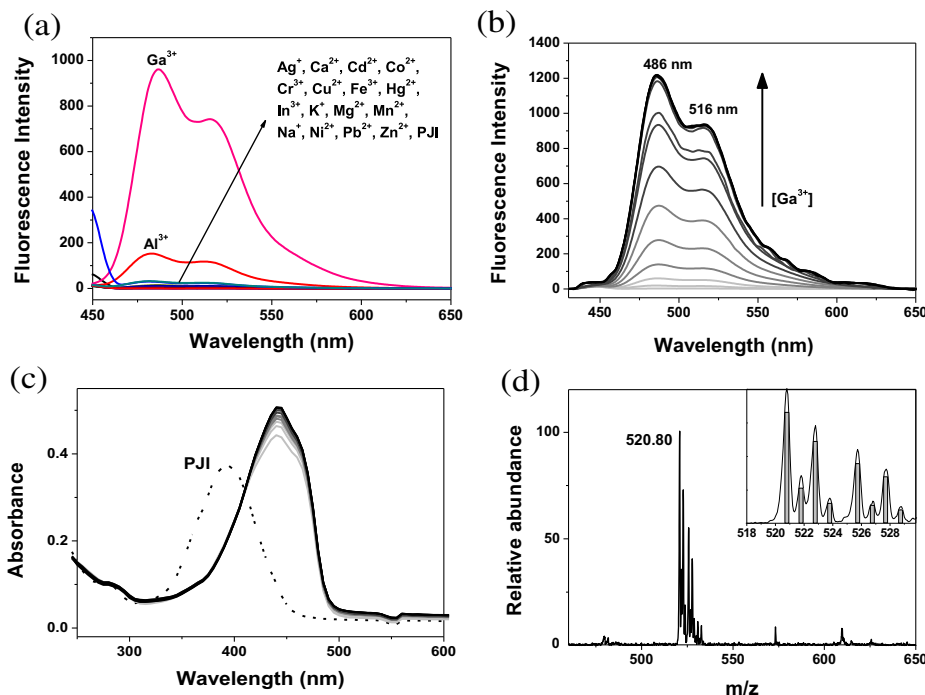 (a)
Fluorescence Intensity
1000
800
600
400
200
0
450 500 550 600 650
Wavelength (nm)
Ga³⁺
Al³⁺
Ag⁺, Ca²⁺, Cd²⁺, Co²⁺,
Cr³⁺, Cu²⁺, Fe³⁺, Hg²⁺
In³⁺, K⁺, Mg²⁺, Mn²⁺,
Na⁺, Ni²⁺, Pb²⁺, Zn²⁺, PJI
(b)
Fluorescence Intensity
1400
1200
1000
800
600
400
200
0
450 500 550 600 650
Wavelength (nm)
486 nm
516 nm
[Ga³⁺]
(c)
Absorbance
0.4
0.2
0.0
300 400 500 600
Wavelength (nm)
PJI
(d)
Relative abundance
100
50
0
500 550 600 650
m/z
520.80
518 520 522 524 526 528